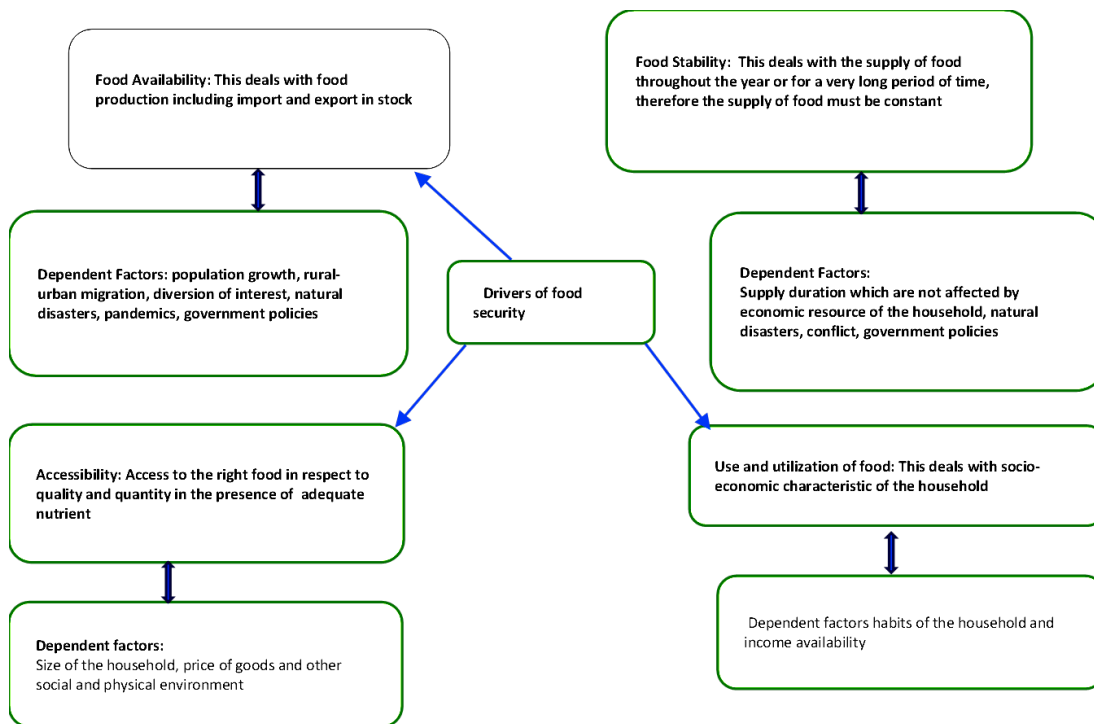 Food Availability: This deals with food
production including import and export in stock
Food Stability:  This deals with the supply of food
throughout the year or for a very long period of time,
therefore the supply of food must be constant
Dependent Factors: population growth, rural-
urban migration, diversion of interest, natural
disasters, pandemics, government policies
Drivers of food
security
Dependent Factors:
Supply duration which are not affected by
economic resource of the household, natural
disasters, conflict, government policies
Accessibility: Access to the right food in respect to
quality and quantity in the presence of  adequate
nutrient
Use and utilization of food: This deals with socio-
economic characteristic of the household
Dependent factors:
Size of the household, price of goods and other
social and physical environment
Dependent factors habits of the household and
income availability